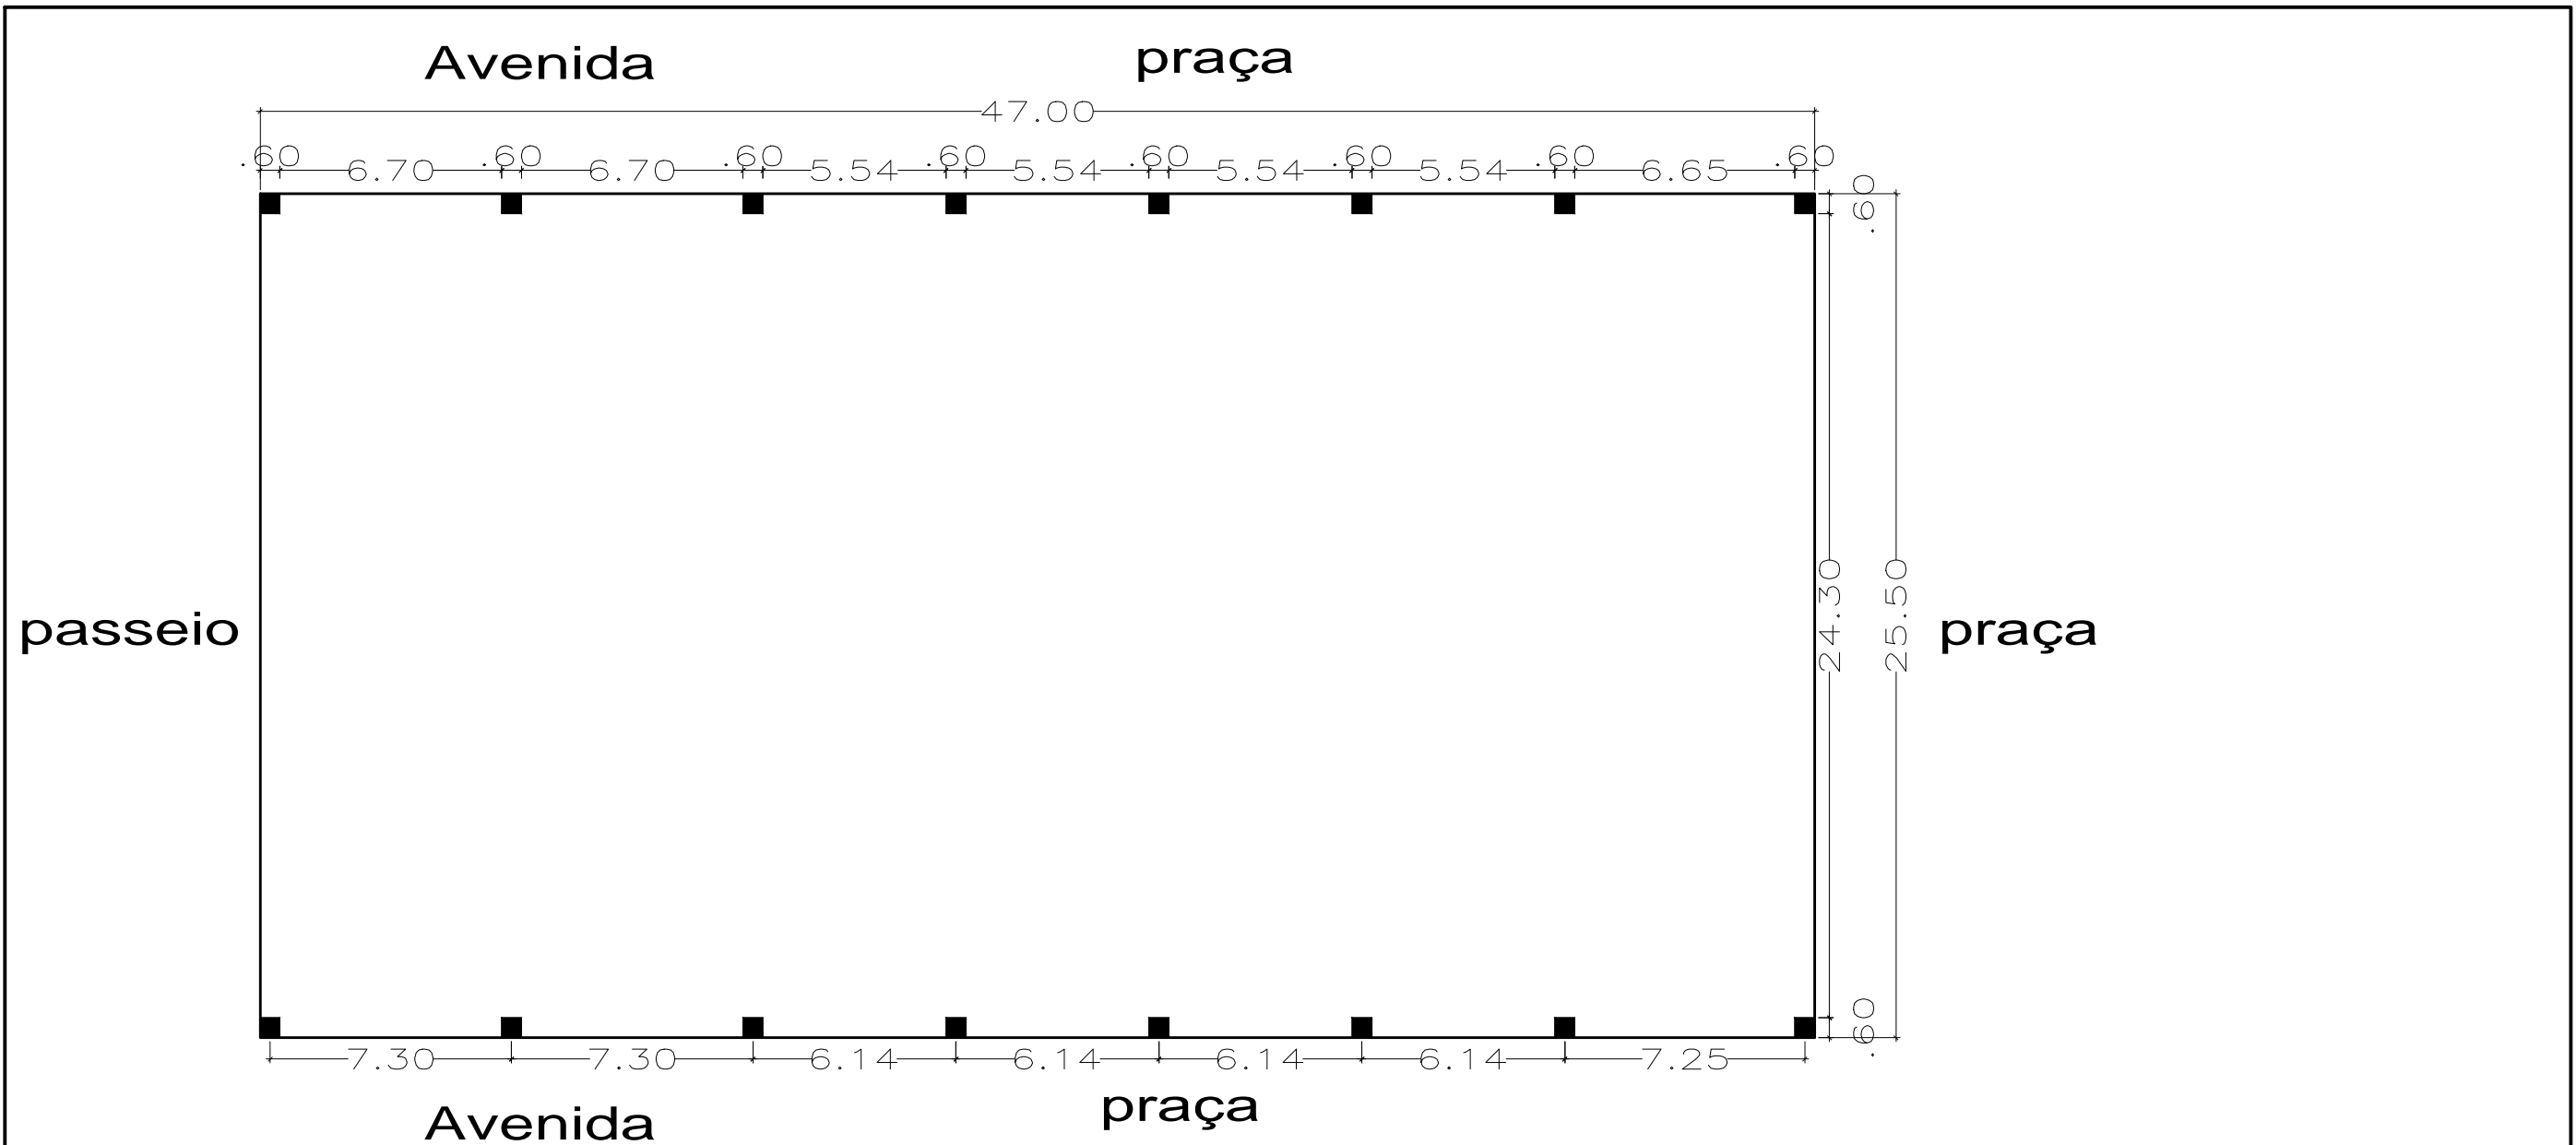 Avenida praça
47.00
.60 6.70 .60 6.70 .60 5.54 .60 5.54 .60 5.54 .60 5.54 .60 6.65 .60
.60
passeio 24.30 25.50 praça
.60
7.30 7.30 6.14 6.14 6.14 6.14 7.25
Avenida praça